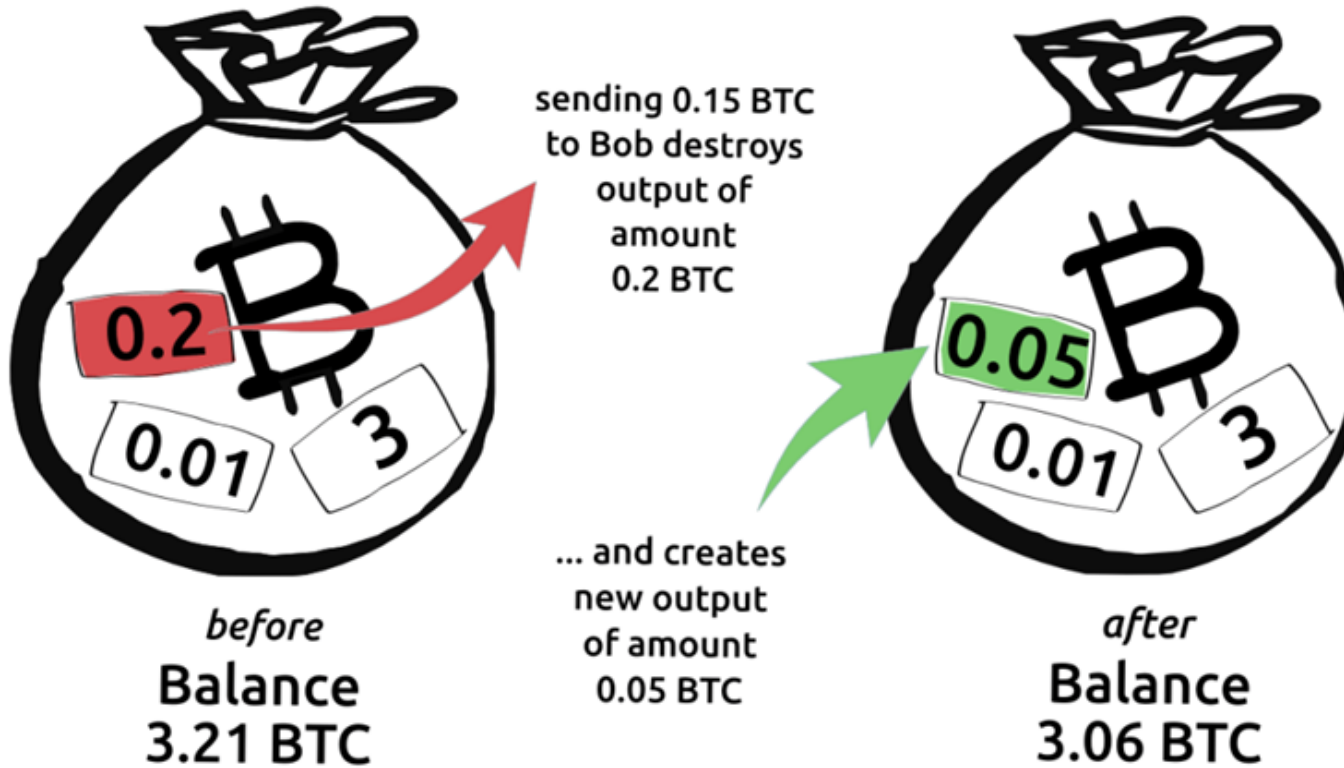 sending 0.15 BTC
to Bob destroys
output of
amount
0.2 BTC
0.2
0.01
3
0.05
0.01
3
... and creates
new output
of amount
0.05 BTC
before
Balance
3.21 BTC
after
Balance
3.06 BTC